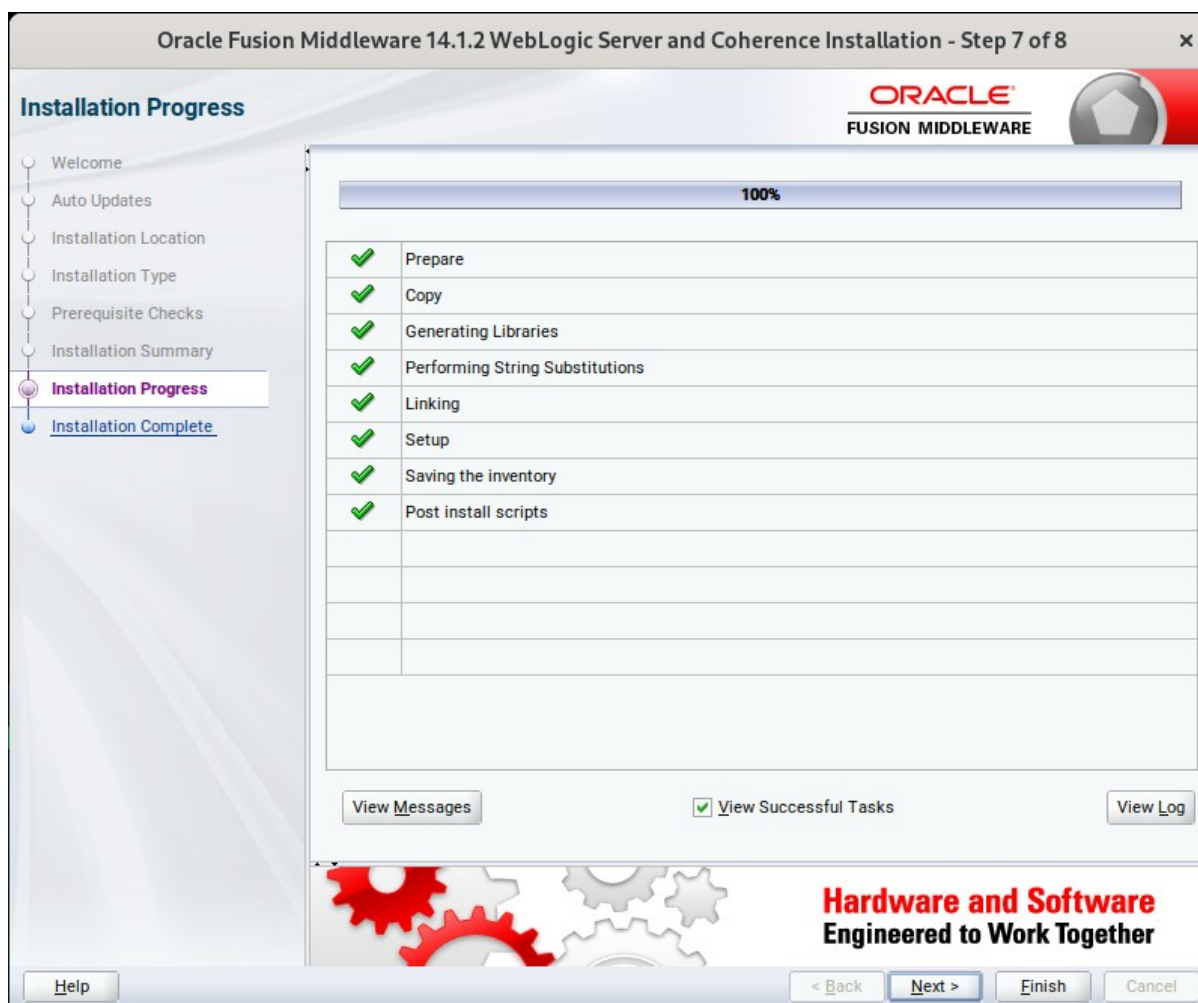 Oracle Fusion Middleware 14.1.2 WebLogic Server and Coherence Installation - Step 7 of 8
×
Installation Progress
ORACLE
FUSION MIDDLEWARE
Welcome
Auto Updates
Installation Location
Installation Type
Prerequisite Checks
Installation Summary
Installation Progress
Installation Complete
100%
Prepare
Copy
Generating Libraries
Performing String Substitutions
Linking
Setup
Saving the inventory
Post install scripts
View Messages
View Successful Tasks
View Log
Hardware and Software
Engineered to Work Together
Help
< Back
Next >
Finish
Cancel